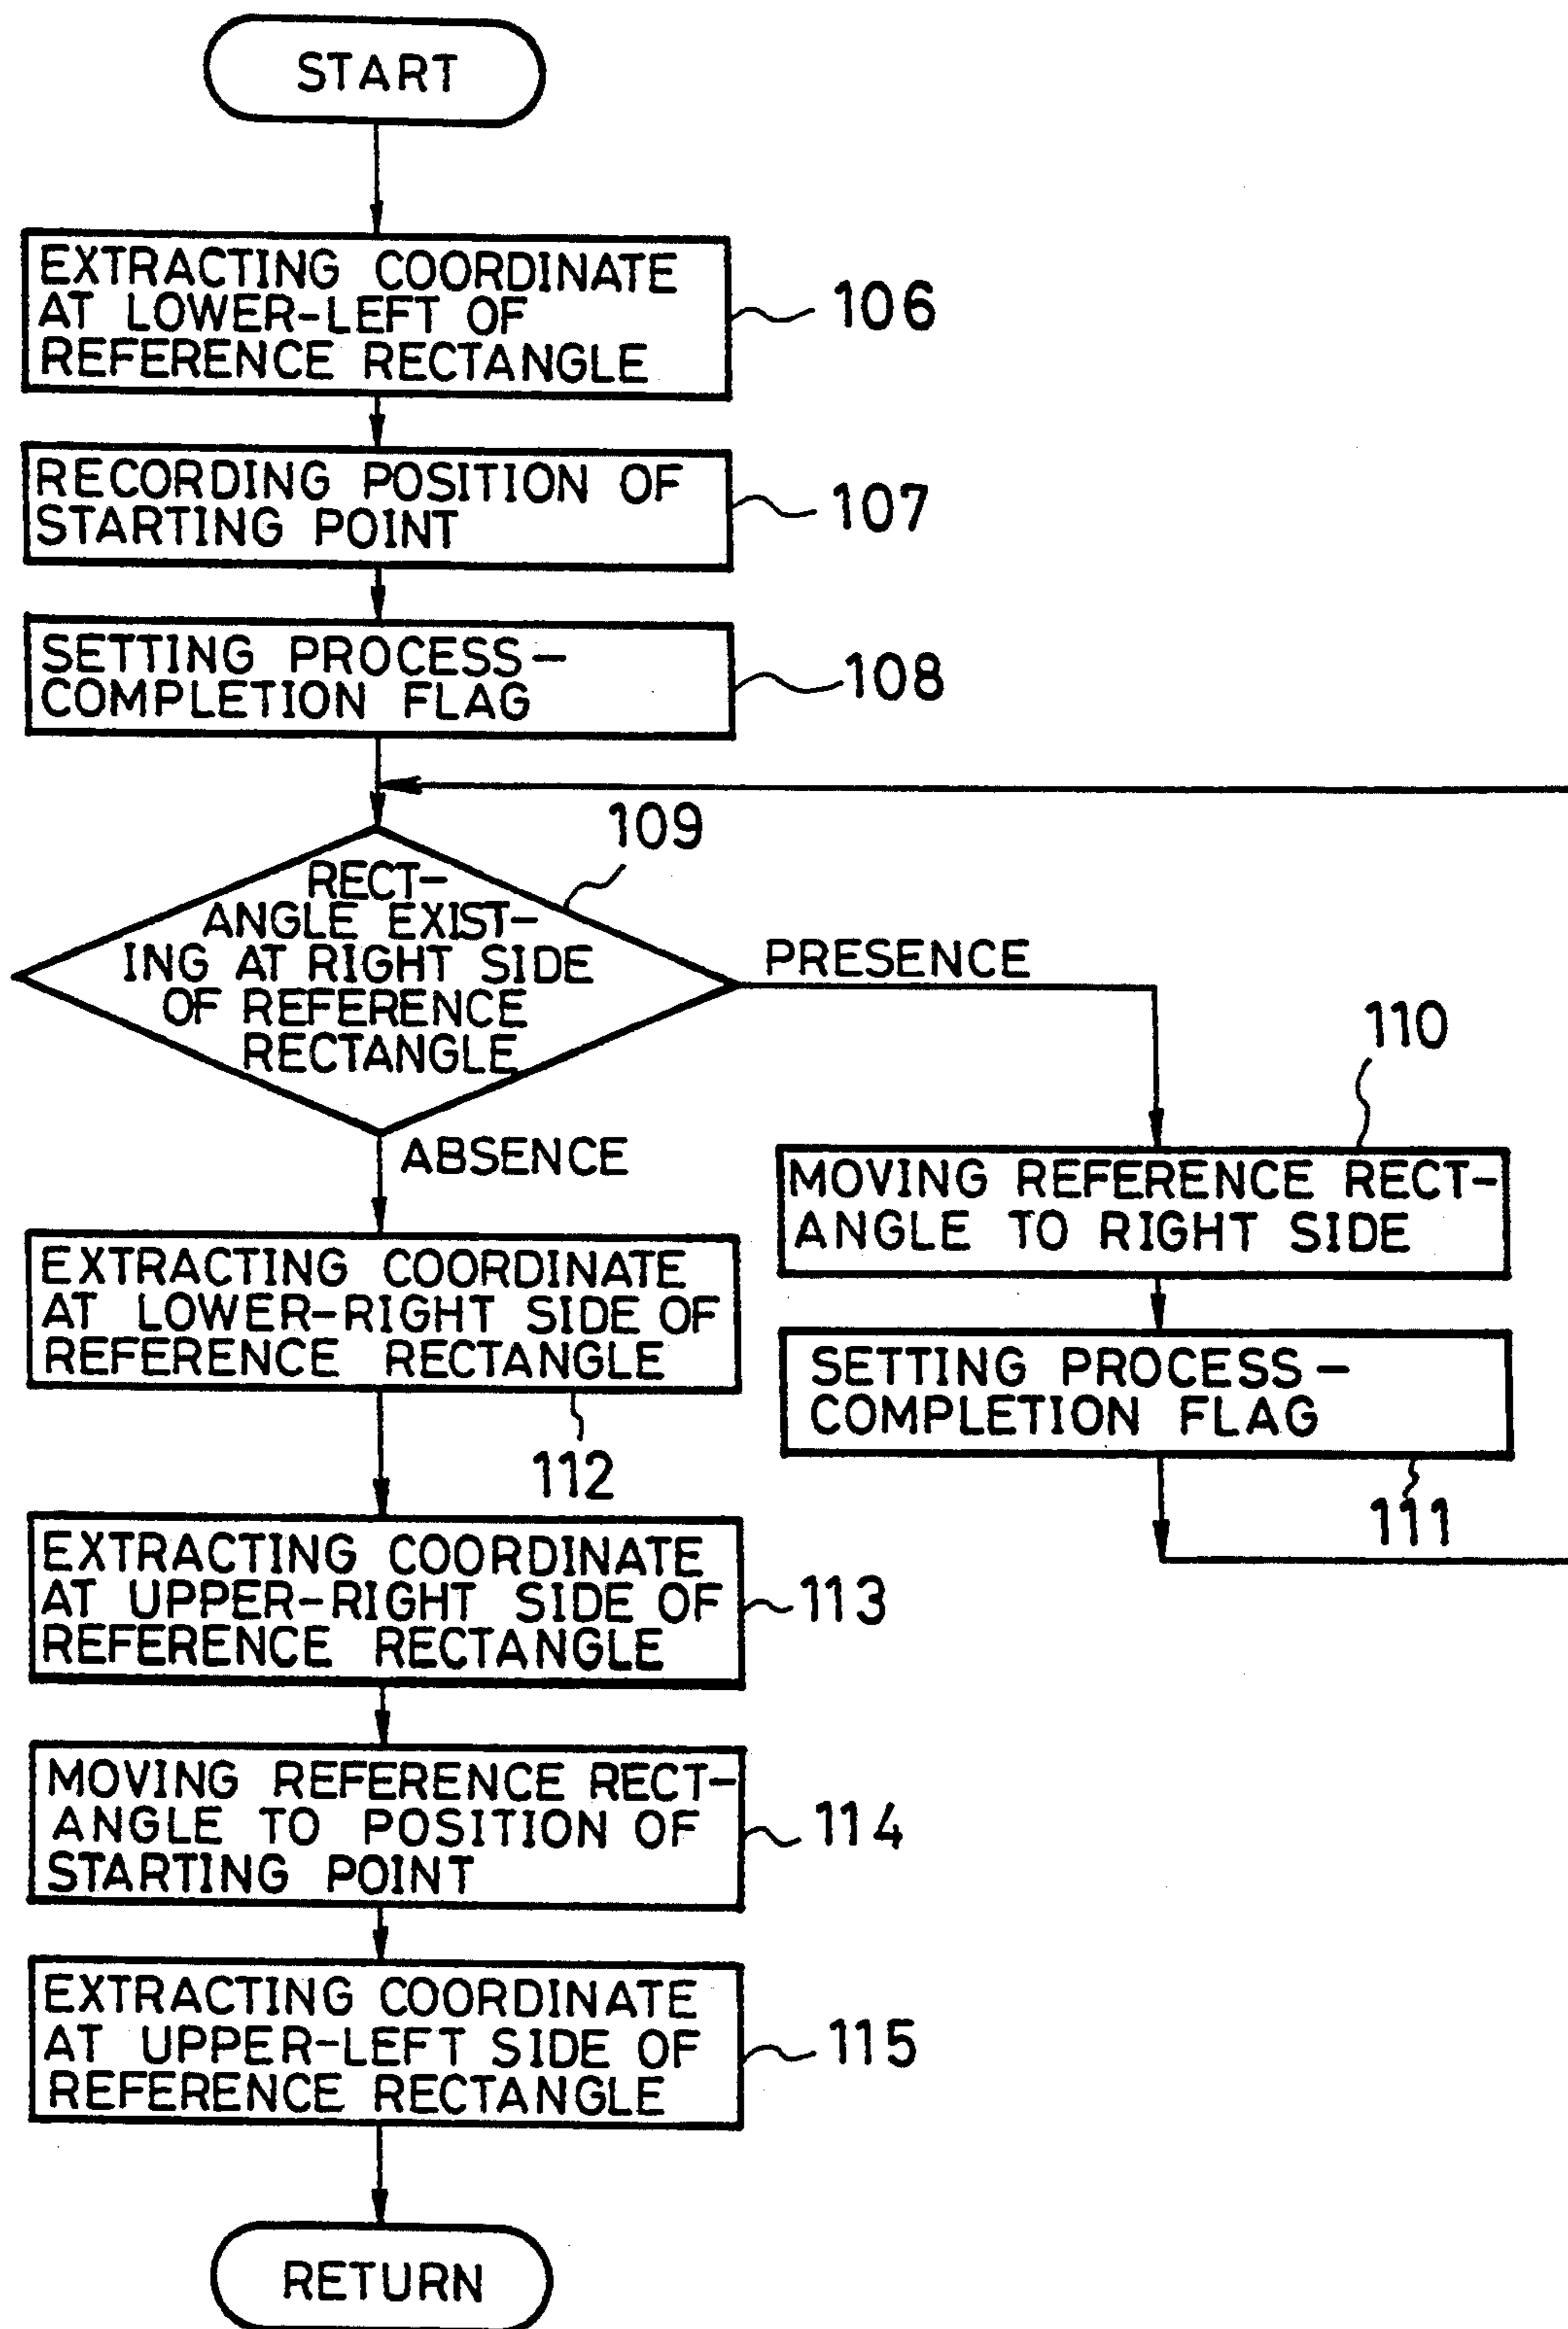 START
EXTRACTING COORDINATE
AT LOWER-LEFT OF
REFERENCE RECTANGLE
106
RECORDING POSITION OF
STARTING POINT
107
SETTING PROCESS-
COMPLETION FLAG
108
109
RECT-
ANGLE EXIST-
ING AT RIGHT SIDE
OF REFERENCE
RECTANGLE
PRESENCE
110
MOVING REFERENCE RECT-
ANGLE TO RIGHT SIDE
SETTING PROCESS-
COMPLETION FLAG
111
ABSENCE
EXTRACTING COORDINATE
AT LOWER-RIGHT SIDE OF
REFERENCE RECTANGLE
112
EXTRACTING COORDINATE
AT UPPER-RIGHT SIDE OF
REFERENCE RECTANGLE
113
MOVING REFERENCE RECT-
ANGLE TO POSITION OF
STARTING POINT
114
EXTRACTING COORDINATE
AT UPPER-LEFT SIDE OF
REFERENCE RECTANGLE
115
RETURN